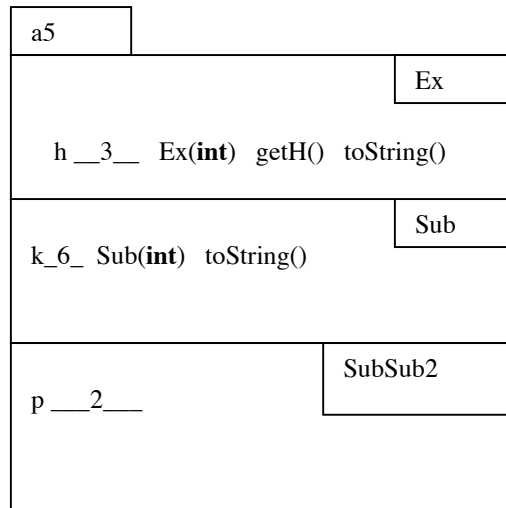 a5
Ex
h __3__ Ex(int) getH() toString()
Sub
k_6_ Sub(int) toString()
SubSub2
p ___2___